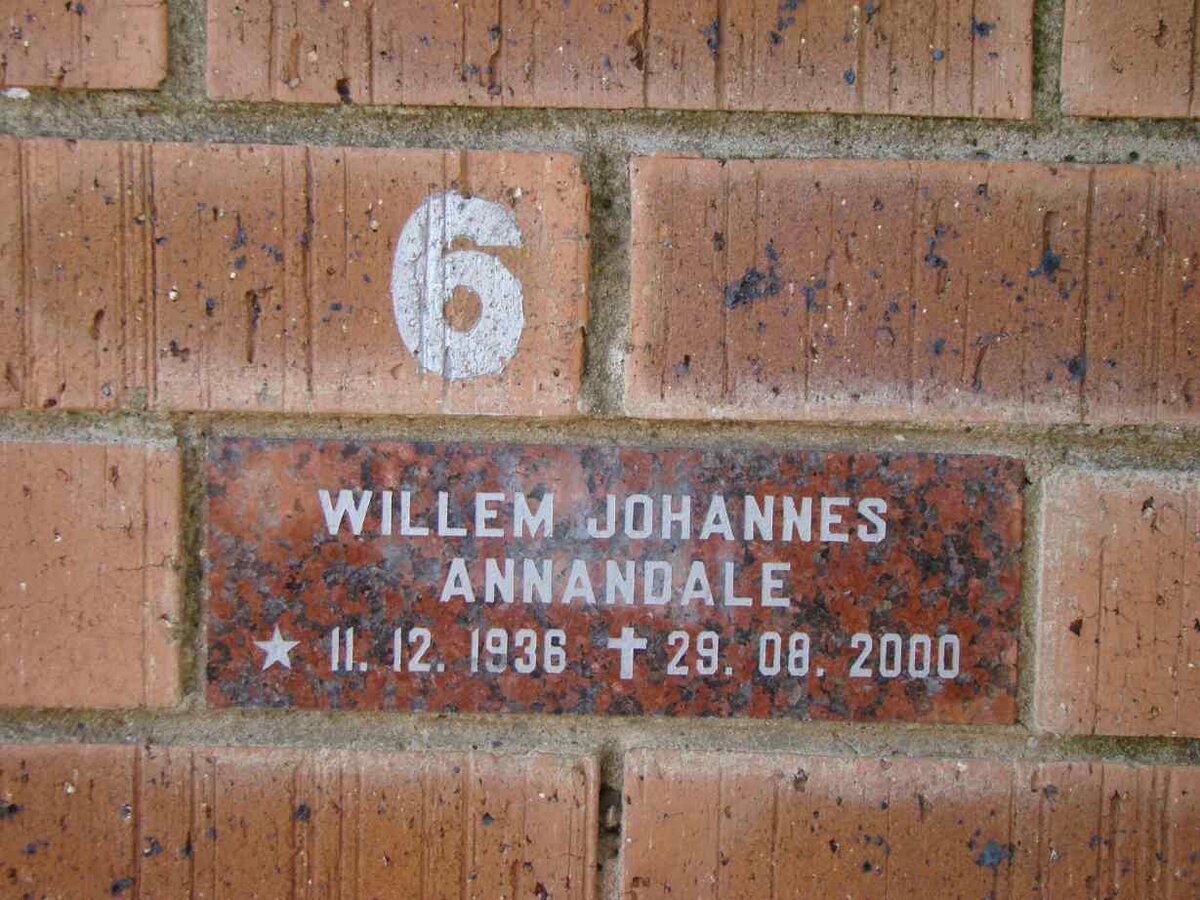 6
WILLEM JOHANNES
ANNANDALE
★ 11. 12. 1936 ✝ 29. 08. 2000